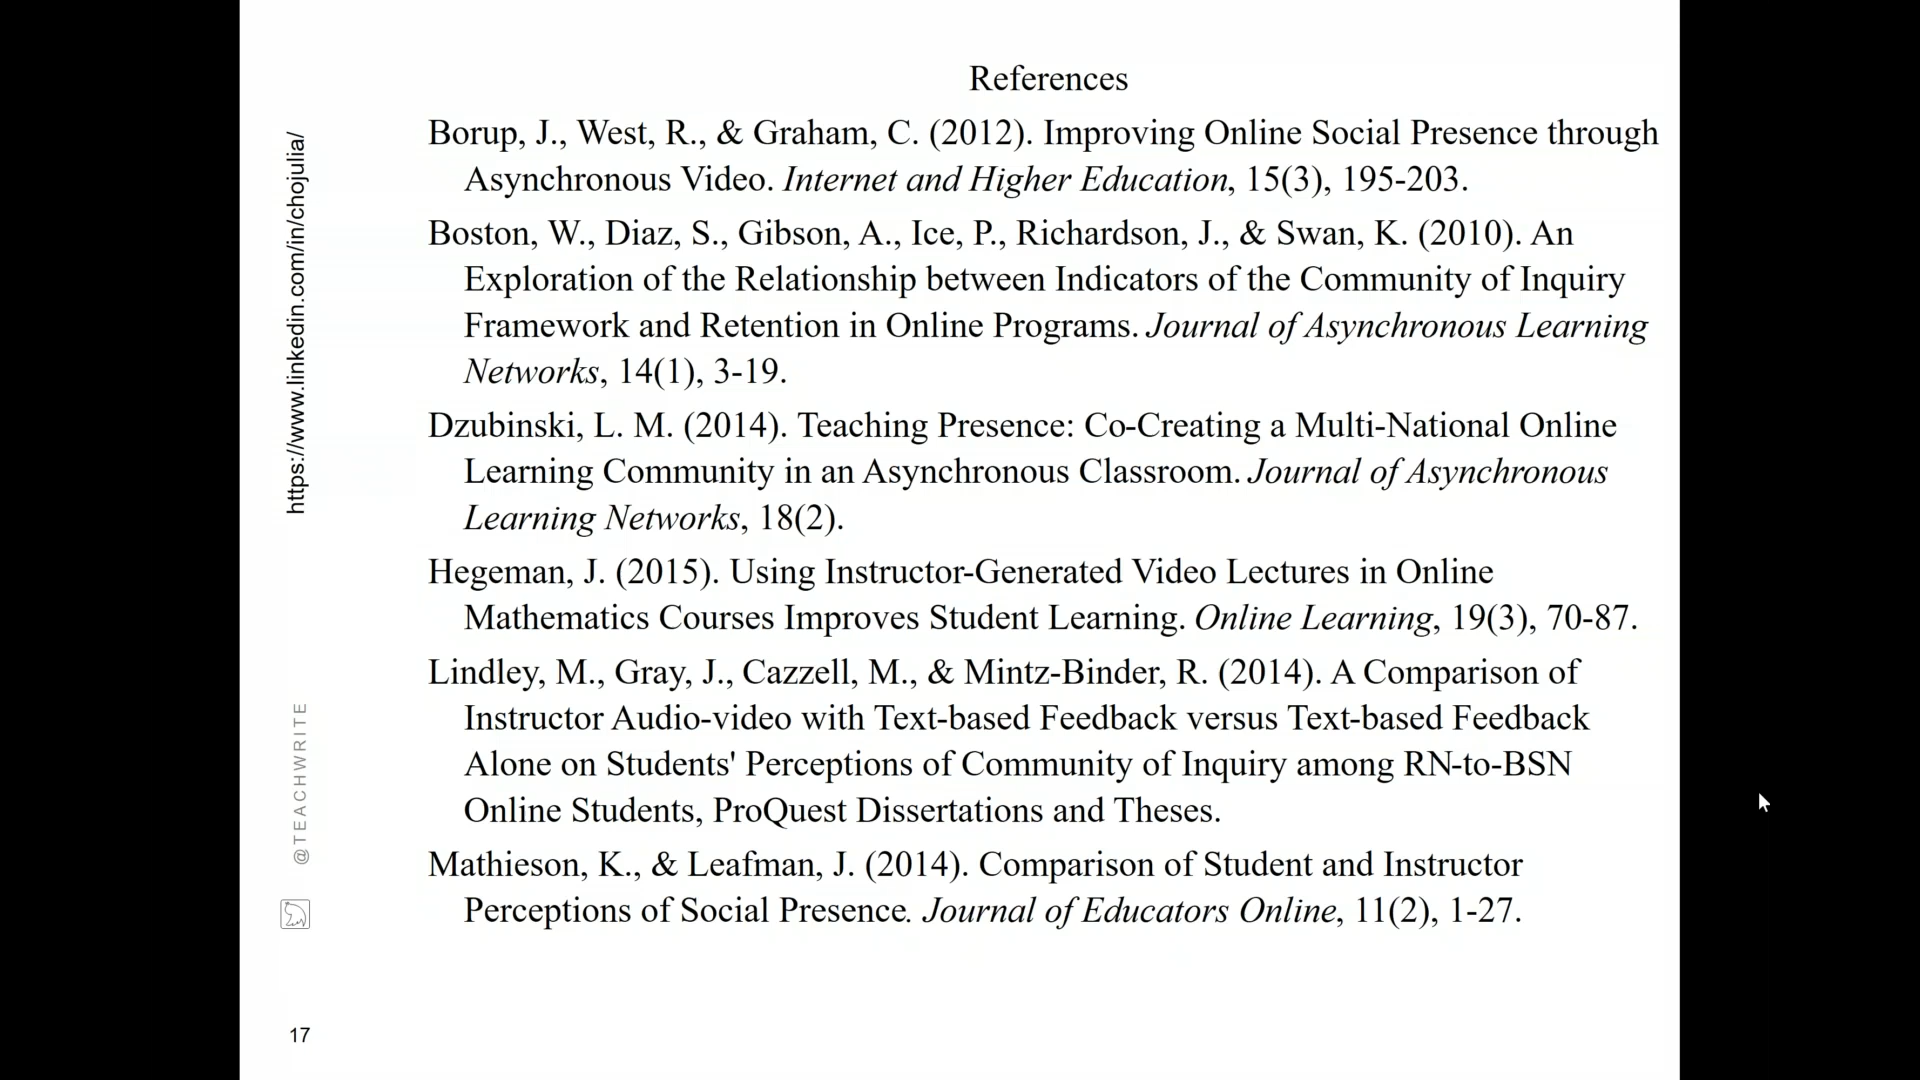 References
Borup, J., West, R., & Graham, C. (2012). Improving Online Social Presence through
Asynchronous Video. Internet and Higher Education, 15(3), 195-203.
Boston, W., Diaz, S., Gibson, A., Ice, P., Richardson, J., & Swan, K. (2010). An
Exploration of the Relationship between Indicators of the Community of Inquiry
Framework and Retention in Online Programs. Journal of Asynchronous Learning
Networks, 14(1), 3-19.
Dzubinski, L. M. (2014). Teaching Presence: Co-Creating a Multi-National Online
Learning Community in an Asynchronous Classroom. Journal of Asynchronous
Learning Networks, 18(2).
Hegeman, J. (2015). Using Instructor-Generated Video Lectures in Online
Mathematics Courses Improves Student Learning. Online Learning, 19(3), 70-87.
Lindley, M., Gray, J., Cazzell, M., & Mintz-Binder, R. (2014). A Comparison of
Instructor Audio-video with Text-based Feedback versus Text-based Feedback
Alone on Students' Perceptions of Community of Inquiry among RN-to-BSN
Online Students, ProQuest Dissertations and Theses.
Mathieson, K., & Leafman, J. (2014). Comparison of Student and Instructor
Perceptions of Social Presence. Journal of Educators Online, 11(2), 1-27.
https://www.linkedin.com/in/chojulia/
@TEACHWRITE
17